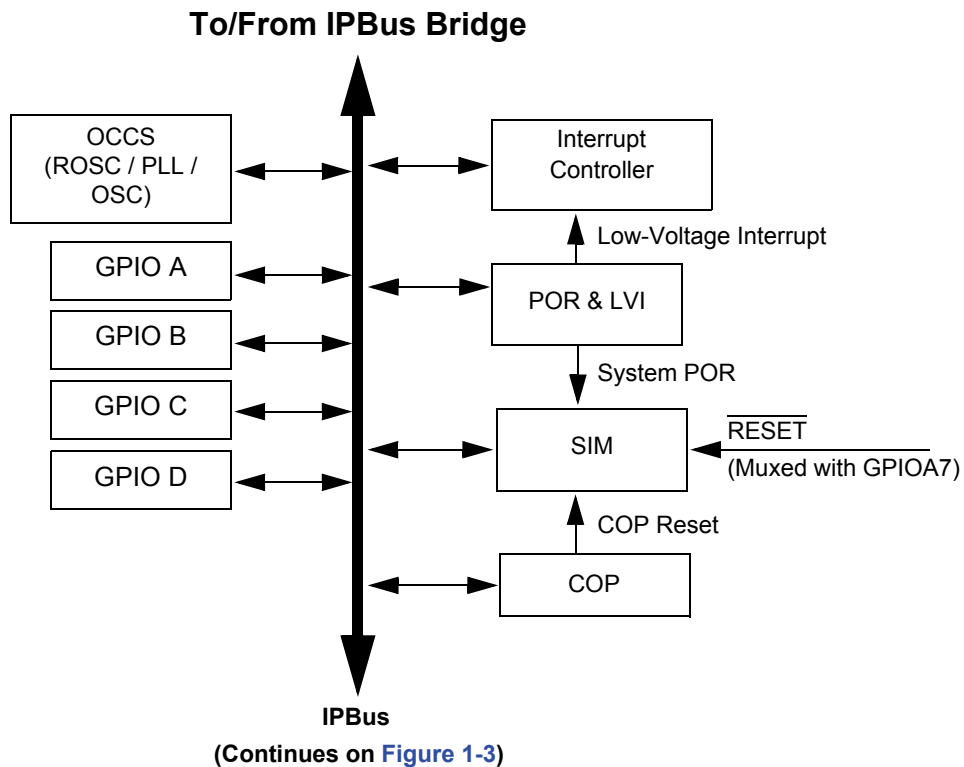 To/From IPBus Bridge
OCCS
(ROSC / PLL /
OSC)
GPIO A
GPIO B
GPIO C
GPIO D
Interrupt
Controller
Low-Voltage Interrupt
POR & LVI
System POR
SIM
RESET
(Muxed with GPIOA7)
COP Reset
COP
IPBus
(Continues on Figure 1-3)